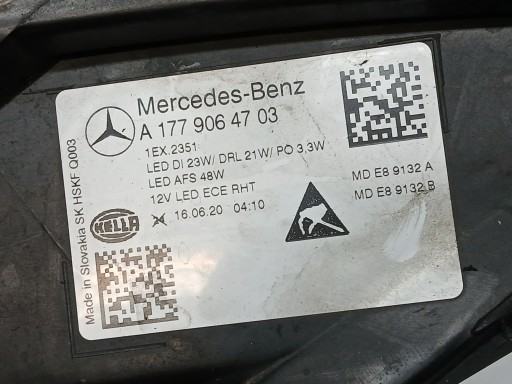 Mercedes-Benz
A 177 906 47 03
1EX.2351
LED DI 23W/ DRL 21W/ PO 3,3W
LED AFS 48W
12V LED ECE RHT
16.06.20 04:10
MD E8 9132 A
MD E8 9132 B
HELLA
Made in Slovakia SK HSKF Q003